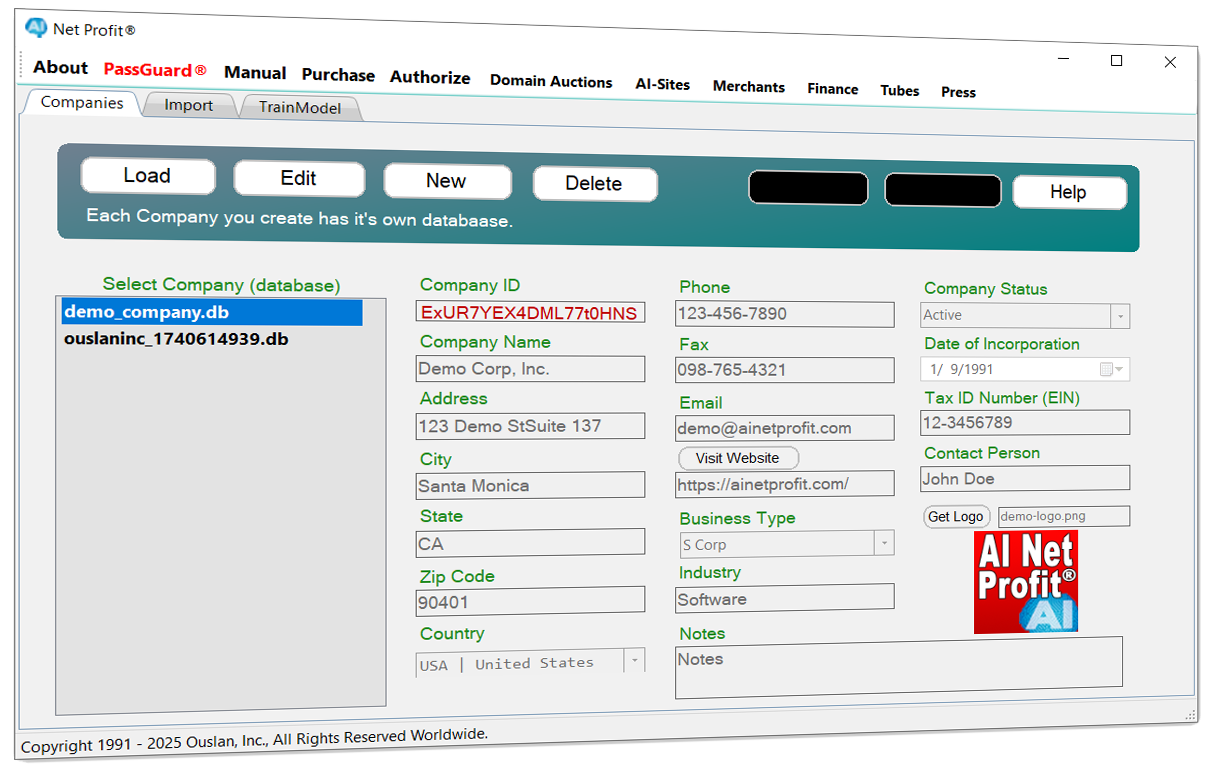 AI Net Profit®
About PassGuard® Manual Purchase Authorize Domain Auctions AI-Sites Merchants Finance Tubes Press
Companies Import TrainModel
Load Edit New Delete Help
Each Company you create has it's own databaase.
Select Company (database)
demo_company.db
ouslaninc_1740614939.db
Company ID
ExUR7YEX4DML77t0HNS
Company Name
Demo Corp, Inc.
Address
123 Demo StSuite 137
City
Santa Monica
State
CA
Zip Code
90401
Country
USA | United States
Phone
123-456-7890
Fax
098-765-4321
Email
demo@ainetprofit.com
Visit Website
https://ainetprofit.com/
Business Type
S Corp
Industry
Software
Notes
Notes
Company Status
Active
Date of Incorporation
1/ 9/1991
Tax ID Number (EIN)
12-3456789
Contact Person
John Doe
Get Logo demo-logo.png
AI Net
Profit®
AI
Copyright 1991 - 2025 Ouslan, Inc., All Rights Reserved Worldwide.